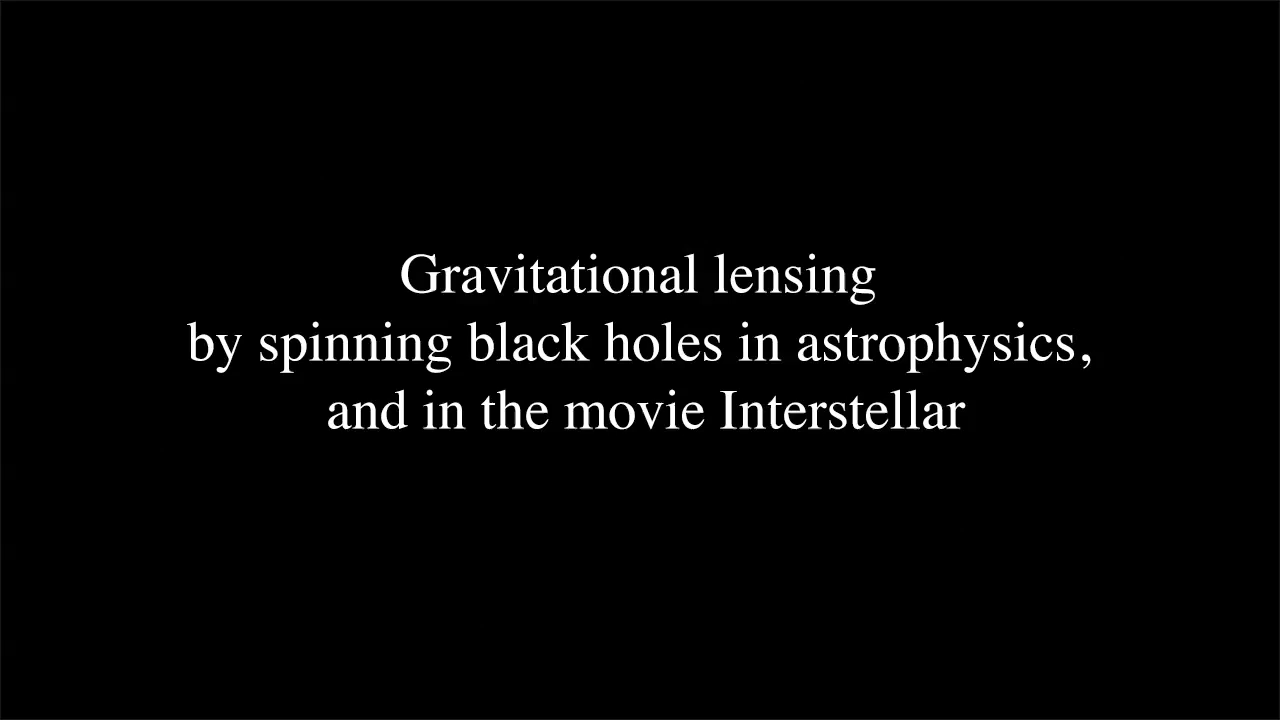 Gravitational lensing
by spinning black holes in astrophysics,
and in the movie Interstellar